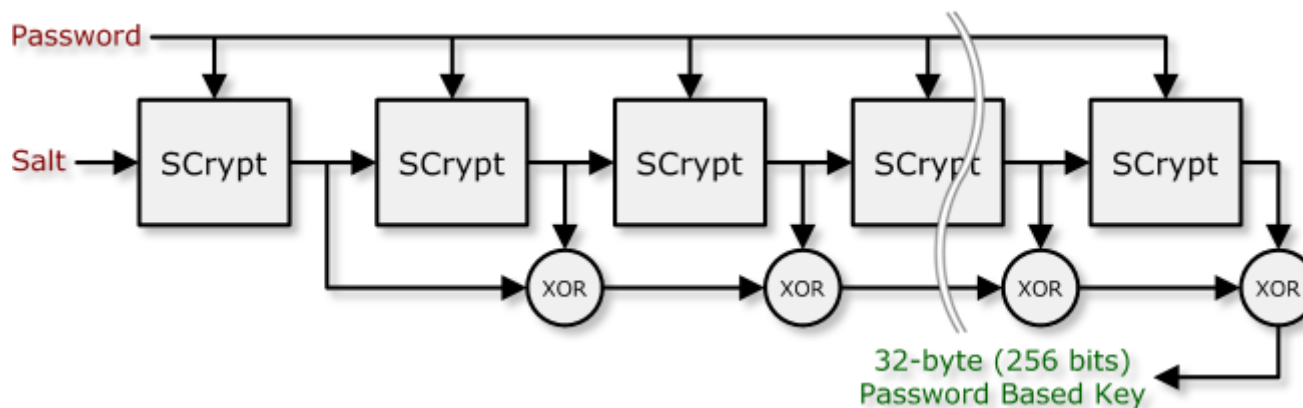 Password
Salt
SCrypt
SCrypt
SCrypt
SCrypt
SCrypt
XOR
XOR
XOR
XOR
32-byte (256 bits)
Password Based Key